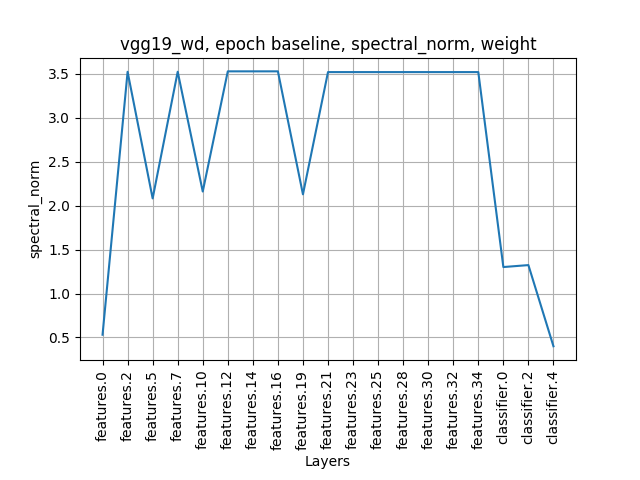 vgg19_wd, epoch baseline, spectral_norm, weight
spectral_norm
3.5
3.0
2.5
2.0
1.5
1.0
0.5
features.0
features.2
features.5
features.7
features.10
features.12
features.14
features.16
features.19
features.21
features.23
features.25
features.28
features.30
features.32
features.34
classifier.0
classifier.2
classifier.4
Layers